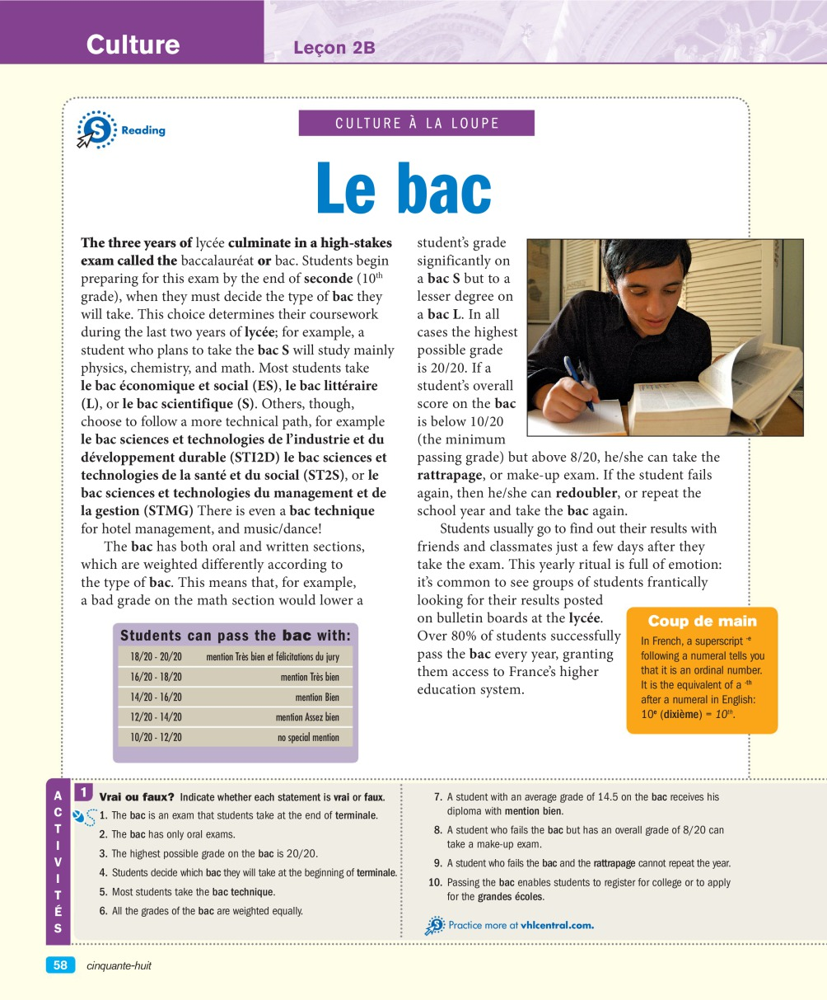 Culture
Leçon 2B
S Reading
CULTURE À LA LOUPE
Le bac
The three years of lycée culminate in a high-stakes
exam called the baccalauréat or bac. Students begin
preparing for this exam by the end of seconde (10th
grade), when they must decide the type of bac they
will take. This choice determines their coursework
during the last two years of lycée; for example, a
student who plans to take the bac S will study mainly
physics, chemistry, and math. Most students take
le bac économique et social (ES), le bac littéraire
(L), or le bac scientifique (S). Others, though,
choose to follow a more technical path, for example
le bac sciences et technologies de l’industrie et du
développement durable (STI2D) le bac sciences et
technologies de la santé et du social (ST2S), or le
bac sciences et technologies du management et de
la gestion (STMG) There is even a bac technique
for hotel management, and music/dance!
The bac has both oral and written sections,
which are weighted differently according to
the type of bac. This means that, for example,
a bad grade on the math section would lower a
student’s grade
significantly on
a bac S but to a
lesser degree on
a bac L. In all
cases the highest
possible grade
is 20/20. If a
student’s overall
score on the bac
is below 10/20
(the minimum
passing grade) but above 8/20, he/she can take the
rattrapage, or make-up exam. If the student fails
again, then he/she can redoubler, or repeat the
school year and take the bac again.
Students usually go to find out their results with
friends and classmates just a few days after they
take the exam. This yearly ritual is full of emotion:
it’s common to see groups of students frantically
looking for their results posted
on bulletin boards at the lycée.
Over 80% of students successfully
pass the bac every year, granting
them access to France’s higher
education system.
Students can pass the bac with:
18/20 - 20/20 mention Très bien et félicitations du jury
16/20 - 18/20 mention Très bien
14/20 - 16/20 mention Bien
12/20 - 14/20 mention Assez bien
10/20 - 12/20 no special mention
Coup de main
In French, a superscript -e
following a numeral tells you
that it is an ordinal number.
It is the equivalent of a -th
after a numeral in English:
10e (dixième) = 10th.
ACTIVITÉS
1 Vrai ou faux? Indicate whether each statement is vrai or faux.
1. The bac is an exam that students take at the end of terminale.
2. The bac has only oral exams.
3. The highest possible grade on the bac is 20/20.
4. Students decide which bac they will take at the beginning of terminale.
5. Most students take the bac technique.
6. All the grades of the bac are weighted equally.
7. A student with an average grade of 14.5 on the bac receives his
diploma with mention bien.
8. A student who fails the bac but has an overall grade of 8/20 can
take a make-up exam.
9. A student who fails the bac and the rattrapage cannot repeat the year.
10. Passing the bac enables students to register for college or to apply
for the grandes écoles.
S Practice more at vhlcentral.com.
58 cinquante-huit